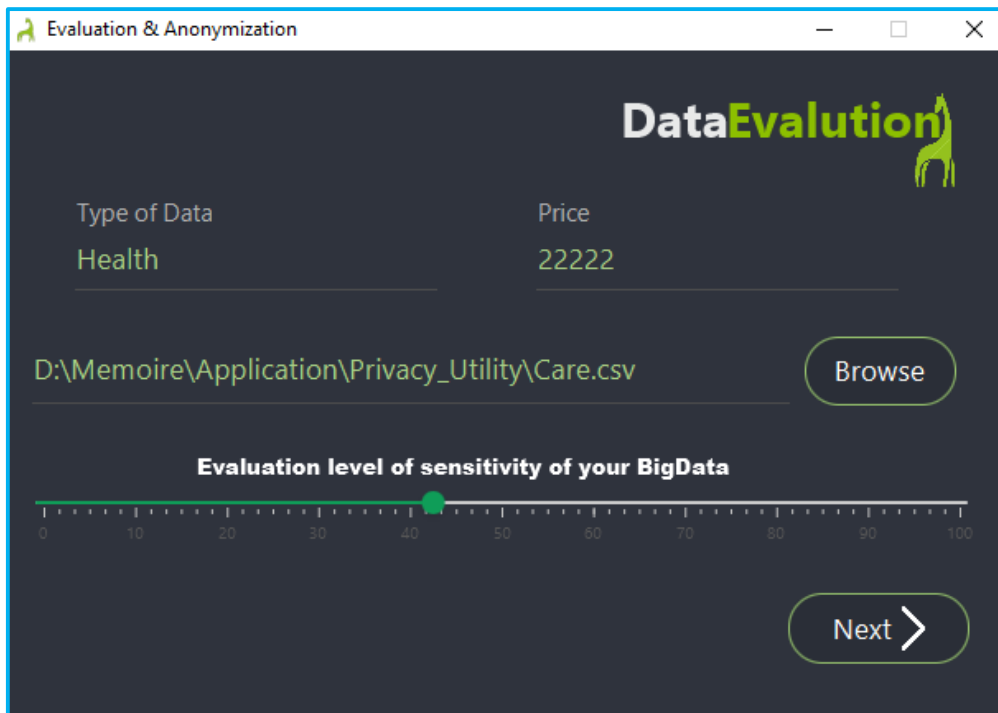 Evaluation & Anonymization
DataEvalution
Type of Data
Price
Health
22222
D:\Memoire\Application\Privacy_Utility\Care.csv
Browse
Evaluation level of sensitivity of your BigData
0 10 20 30 40 50 60 70 80 90 100
Next